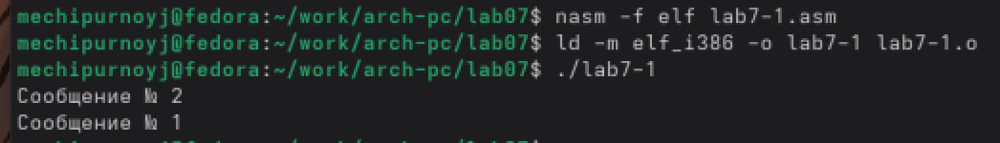 mechipurnoyj@fedora:~/work/arch-pc/lab07$ nasm -f elf lab7-1.asm
mechipurnoyj@fedora:~/work/arch-pc/lab07$ ld -m elf_i386 -o lab7-1 lab7-1.o
mechipurnoyj@fedora:~/work/arch-pc/lab07$ ./lab7-1
Сообщение № 2
Сообщение № 1